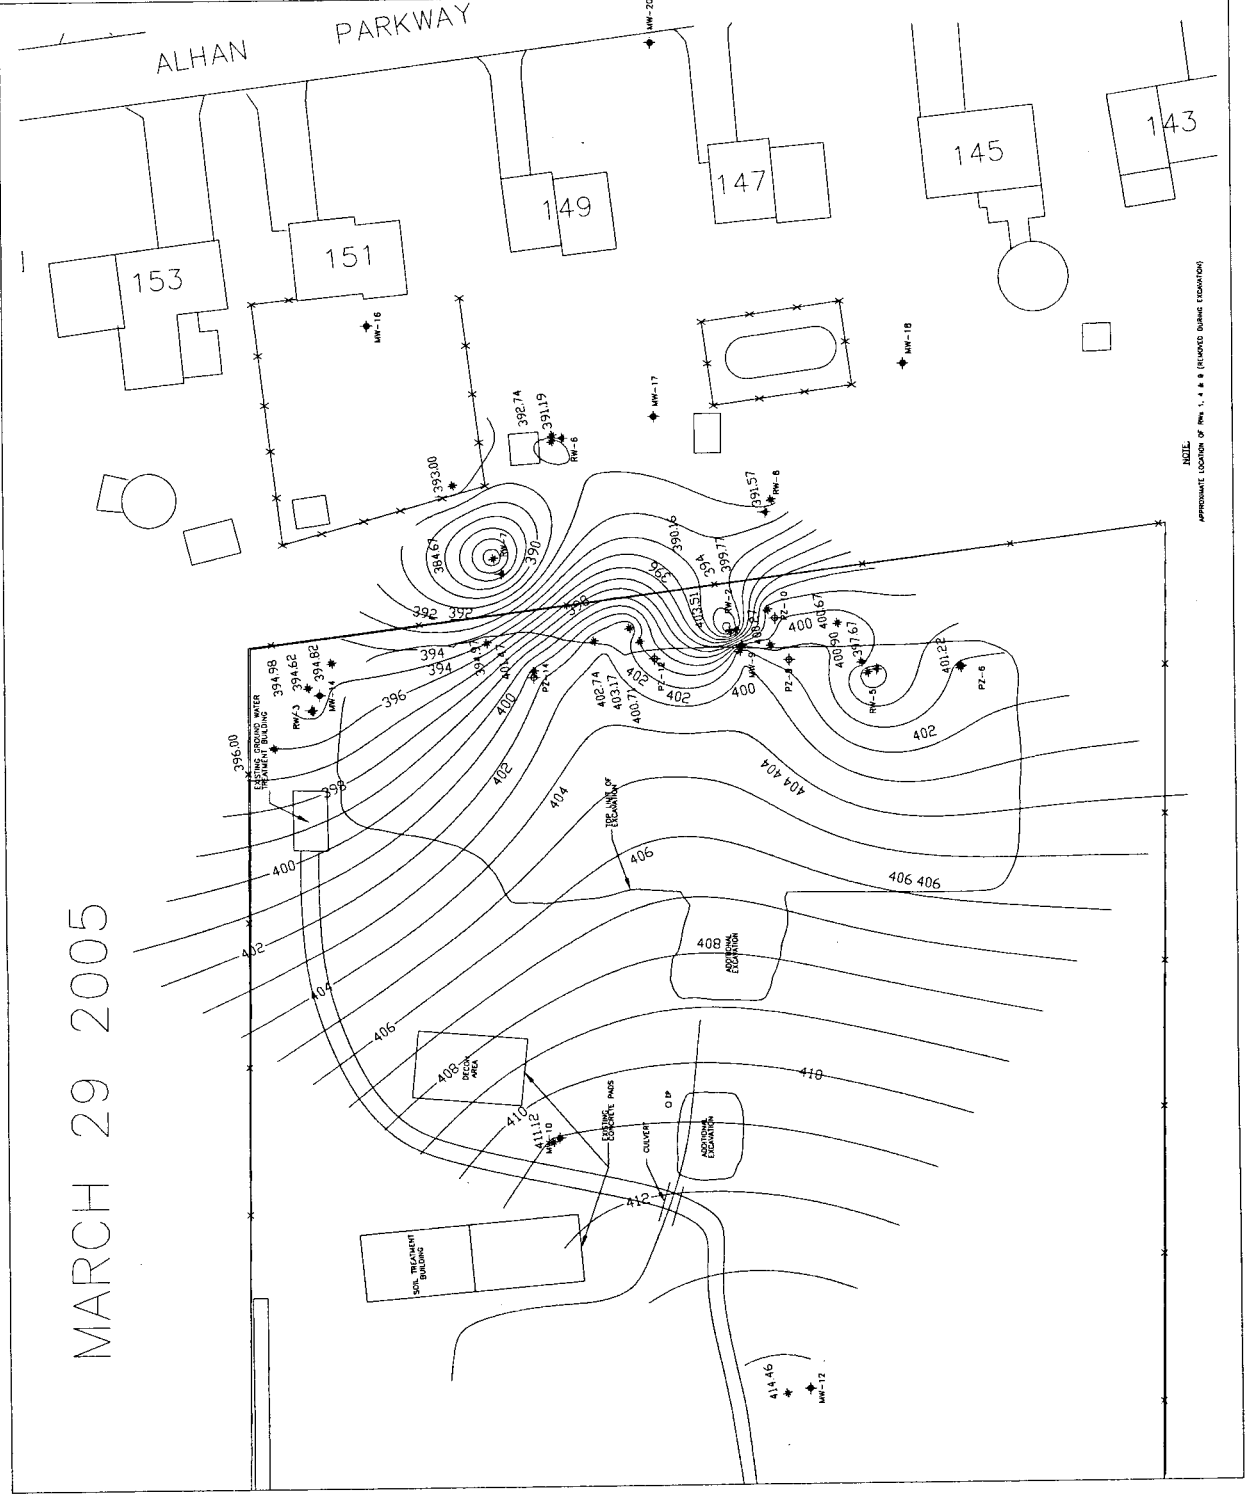 ALHAN PARKWAY
MW-20
153
151
149
147
145
143
MW-16
MW-17
MW-18
392.74
391.19
RW-6
393.00
384.67
RW-7
390
391.57
RW-8
390.16
394
399.77
396
398
392
392
403.51
RW-2
PZ-10
400
400.67
394
394
394.97
401.47
PZ-14
PZ-12
MW-9
PZ-8
400.90
397.67
RW-5
401.22
PZ-6
394.98
394.62
394.82
RW-3
MW-14
396
400
402.74
403.17
400.71
402
402
400
402
396.00
EXISTING GROUND WATER
TREATMENT BUILDING
398
402
404
404
404
TOP LIMIT OF
EXCAVATION
400
406
406 406
402
404
406
408
ADDITIONAL
EXCAVATION
408
DECON
AREA
410
410
411.12
MW-10
EXISTING
CONCRETE PADS
CULVERT
EP
ADDITIONAL
EXCAVATION
412
SOIL TREATMENT
BUILDING
414.46
MW-12
MARCH 29 2005
NOTE:
APPROXIMATE LOCATION OF RWs 1, 4 & 9 (REMOVED DURING EXCAVATION)